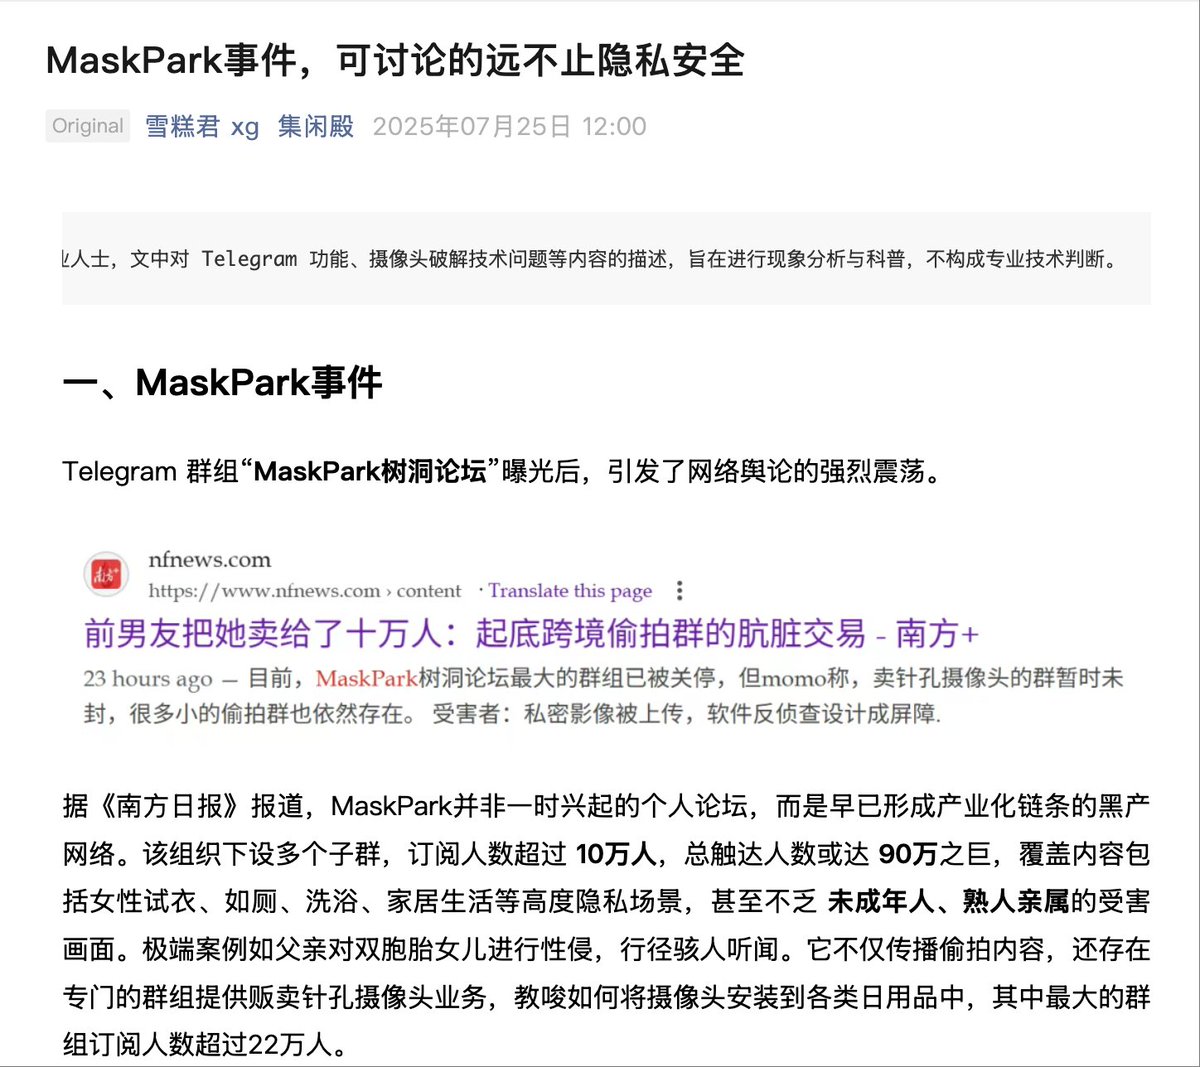 MaskPark事件，可讨论的远不止隐私安全
Original 雪糕君 xg 集闲殿 2025年07月25日 12:00
业人士，文中对 Telegram 功能、摄像头破解技术问题等内容的描述，旨在进行现象分析与科普，不构成专业技术判断。
一、MaskPark事件
Telegram 群组“MaskPark树洞论坛”曝光后，引发了网络舆论的强烈震荡。
南方+
nfnews.com
https://www.nfnews.com › content · Translate this page
前男友把她卖给了十万人：起底跨境偷拍群的肮脏交易 - 南方+
23 hours ago — 目前，MaskPark树洞论坛最大的群组已被关停，但momo称，卖针孔摄像头的群暂时未
封，很多小的偷拍群也依然存在。 受害者：私密影像被上传，软件反侦查设计成屏障.
据《南方日报》报道，MaskPark并非一时兴起的个人论坛，而是早已形成产业化链条的黑产
网络。该组织下设多个子群，订阅人数超过 10万人，总触达人数或达 90万之巨，覆盖内容包
括女性试衣、如厕、洗浴、家居生活等高度隐私场景，甚至不乏 未成年人、熟人亲属的受害
画面。极端案例如父亲对双胞胎女儿进行性侵，行径骇人听闻。它不仅传播偷拍内容，还存在
专门的群组提供贩卖针孔摄像头业务，教唆如何将摄像头安装到各类日用品中，其中最大的群
组订阅人数超过22万人。